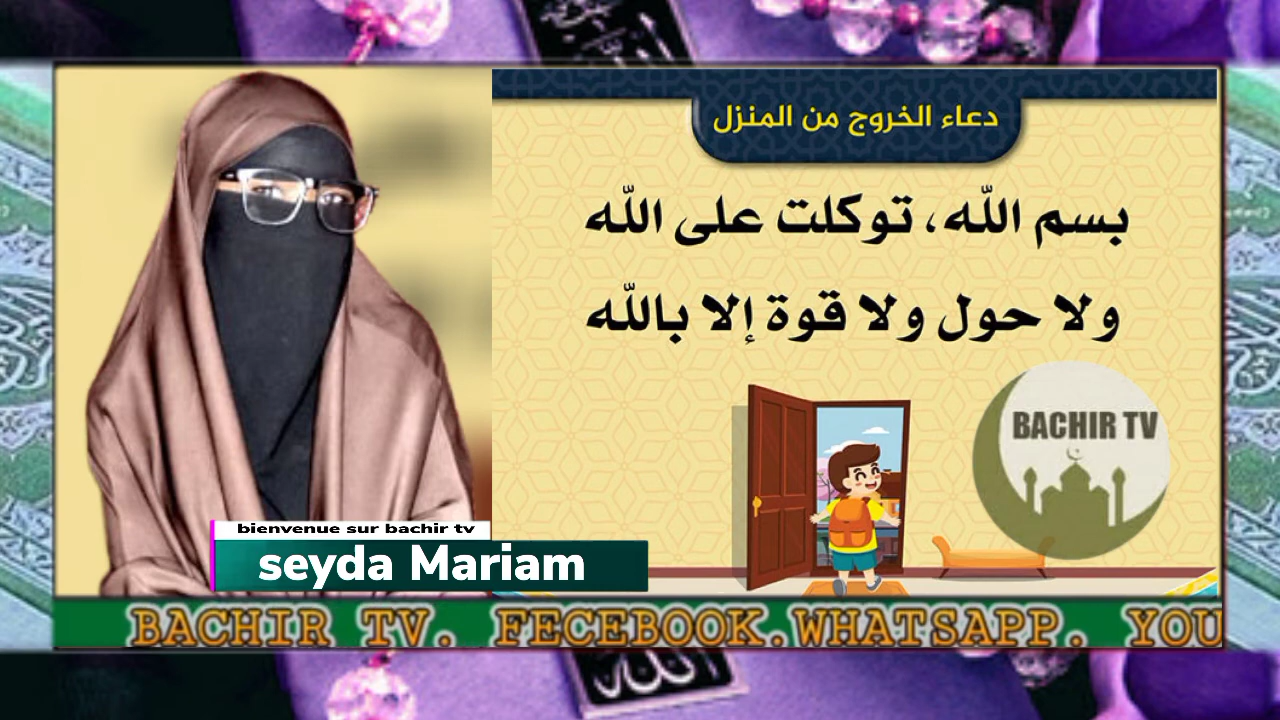 دعاء الخروج من المنزل
بسم الله، توكلت على الله
ولا حول ولا قوة إلا بالله
BACHIR TV
bienvenue sur bachir tv
seyda Mariam
BACHIR TV. FECEBOOK.WHATSAPP. YOU
الله